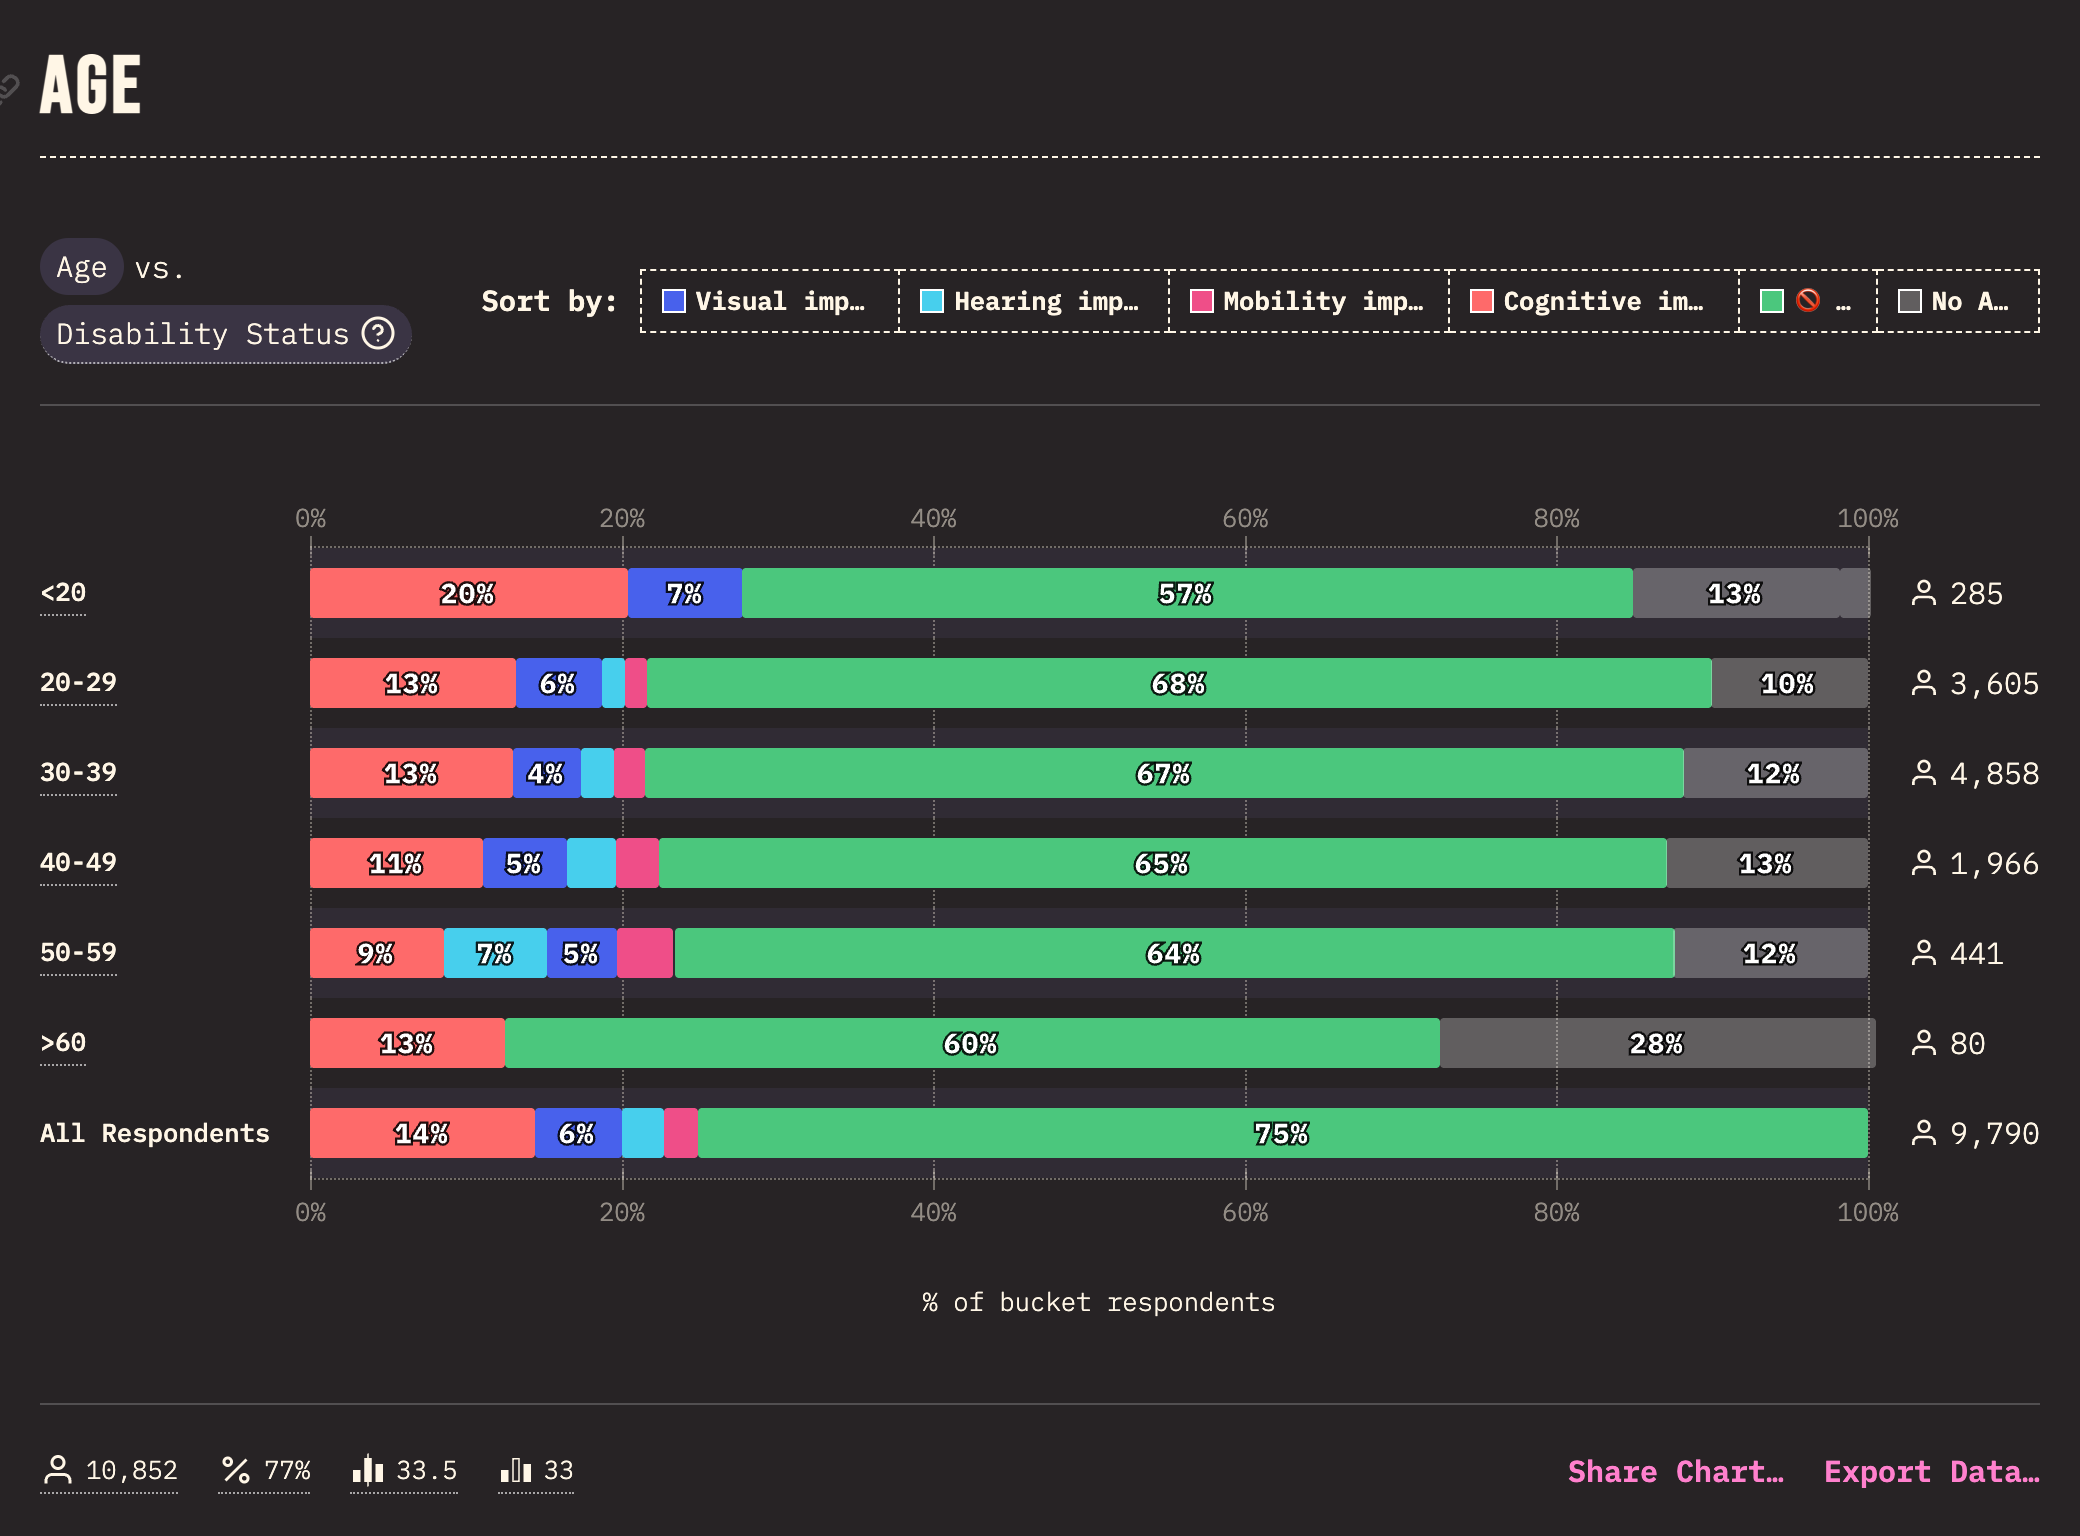 AGE
Age vs.
Disability Status
Sort by: Visual imp… Hearing imp… Mobility imp… Cognitive im… 🚫 … No A…
0% 20% 40% 60% 80% 100%
<20 20% 7% 57% 13% 285
20-29 13% 6% 68% 10% 3,605
30-39 13% 4% 67% 12% 4,858
40-49 11% 5% 65% 13% 1,966
50-59 9% 7% 5% 64% 12% 441
>60 13% 60% 28% 80
All Respondents 14% 6% 75% 9,790
0% 20% 40% 60% 80% 100%
% of bucket respondents
10,852 77% 33.5 33 Share Chart… Export Data…